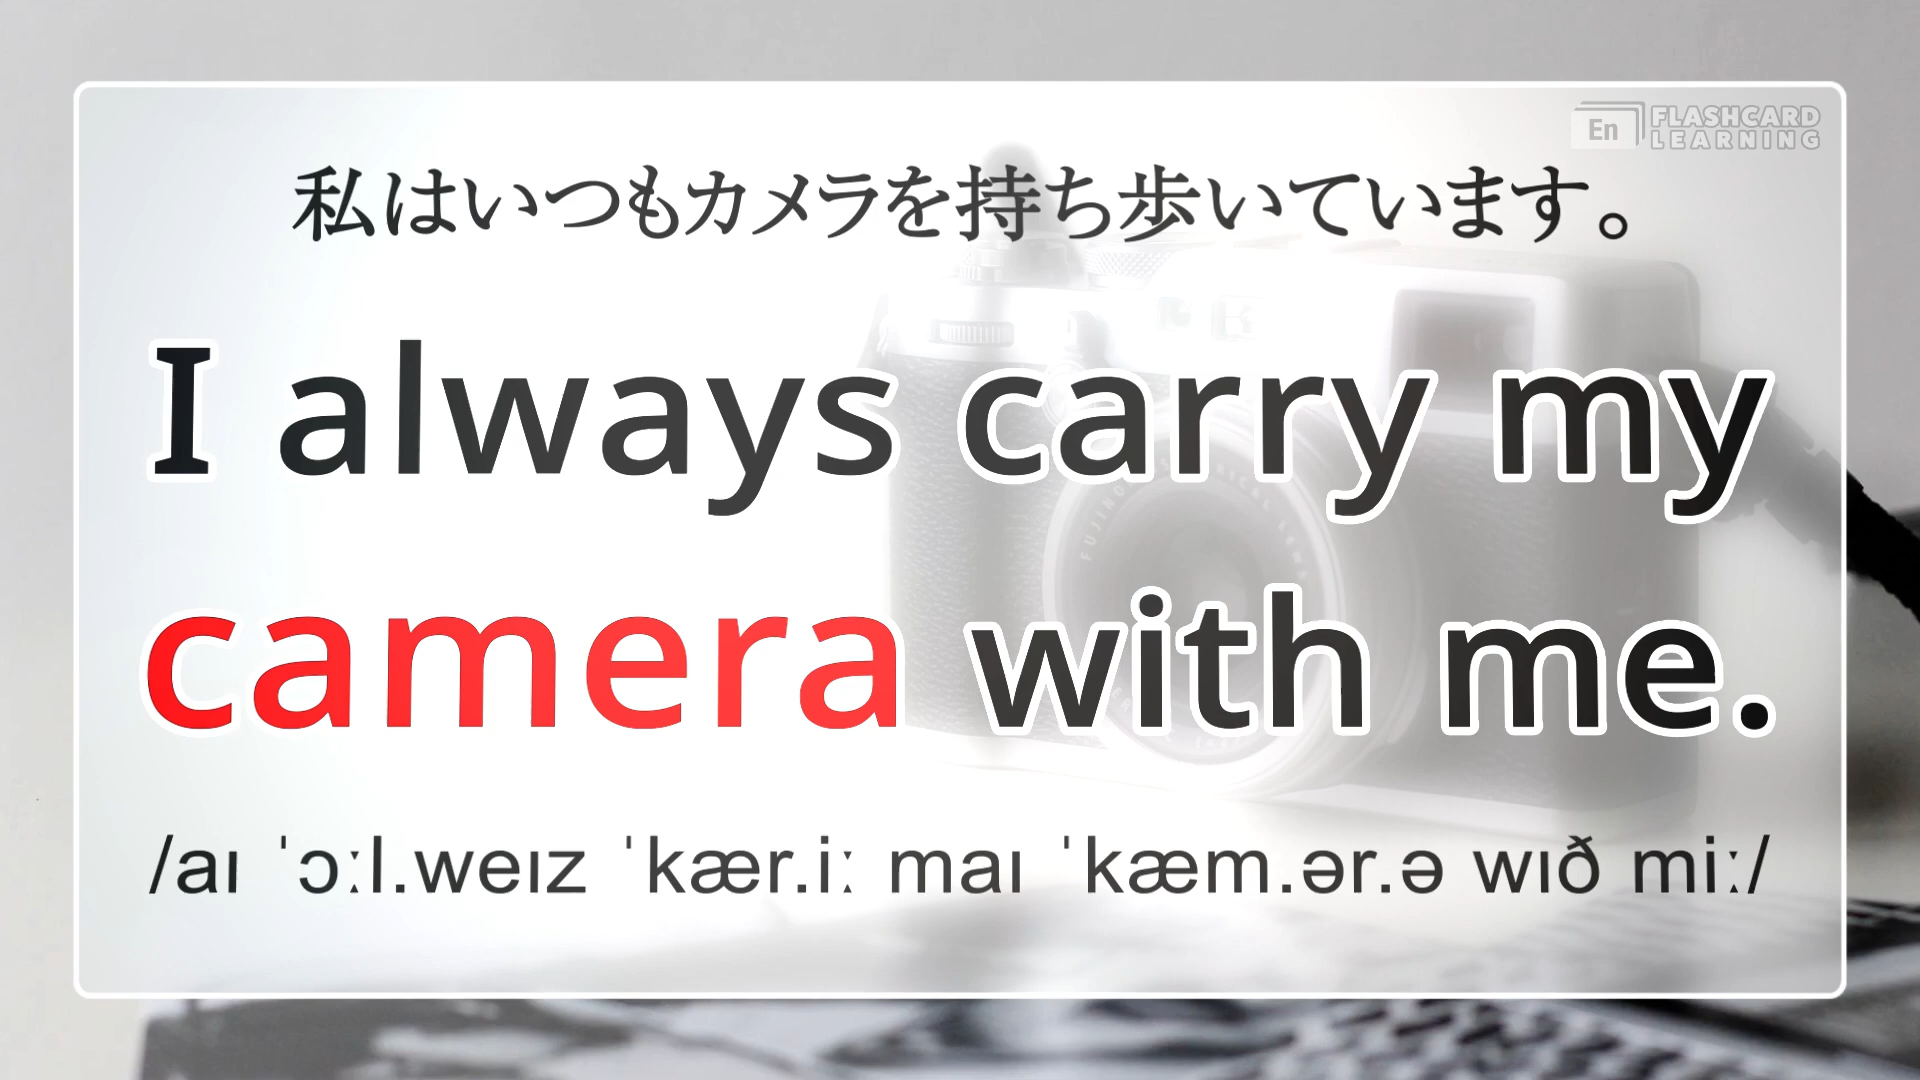 En
FLASHCARD
LEARNING
私はいつもカメラを持ち歩いています。
I always carry my
camera with me.
/aɪ ˈɔːl.weɪz ˈkær.iː maɪ ˈkæm.ər.ə wɪð miː/